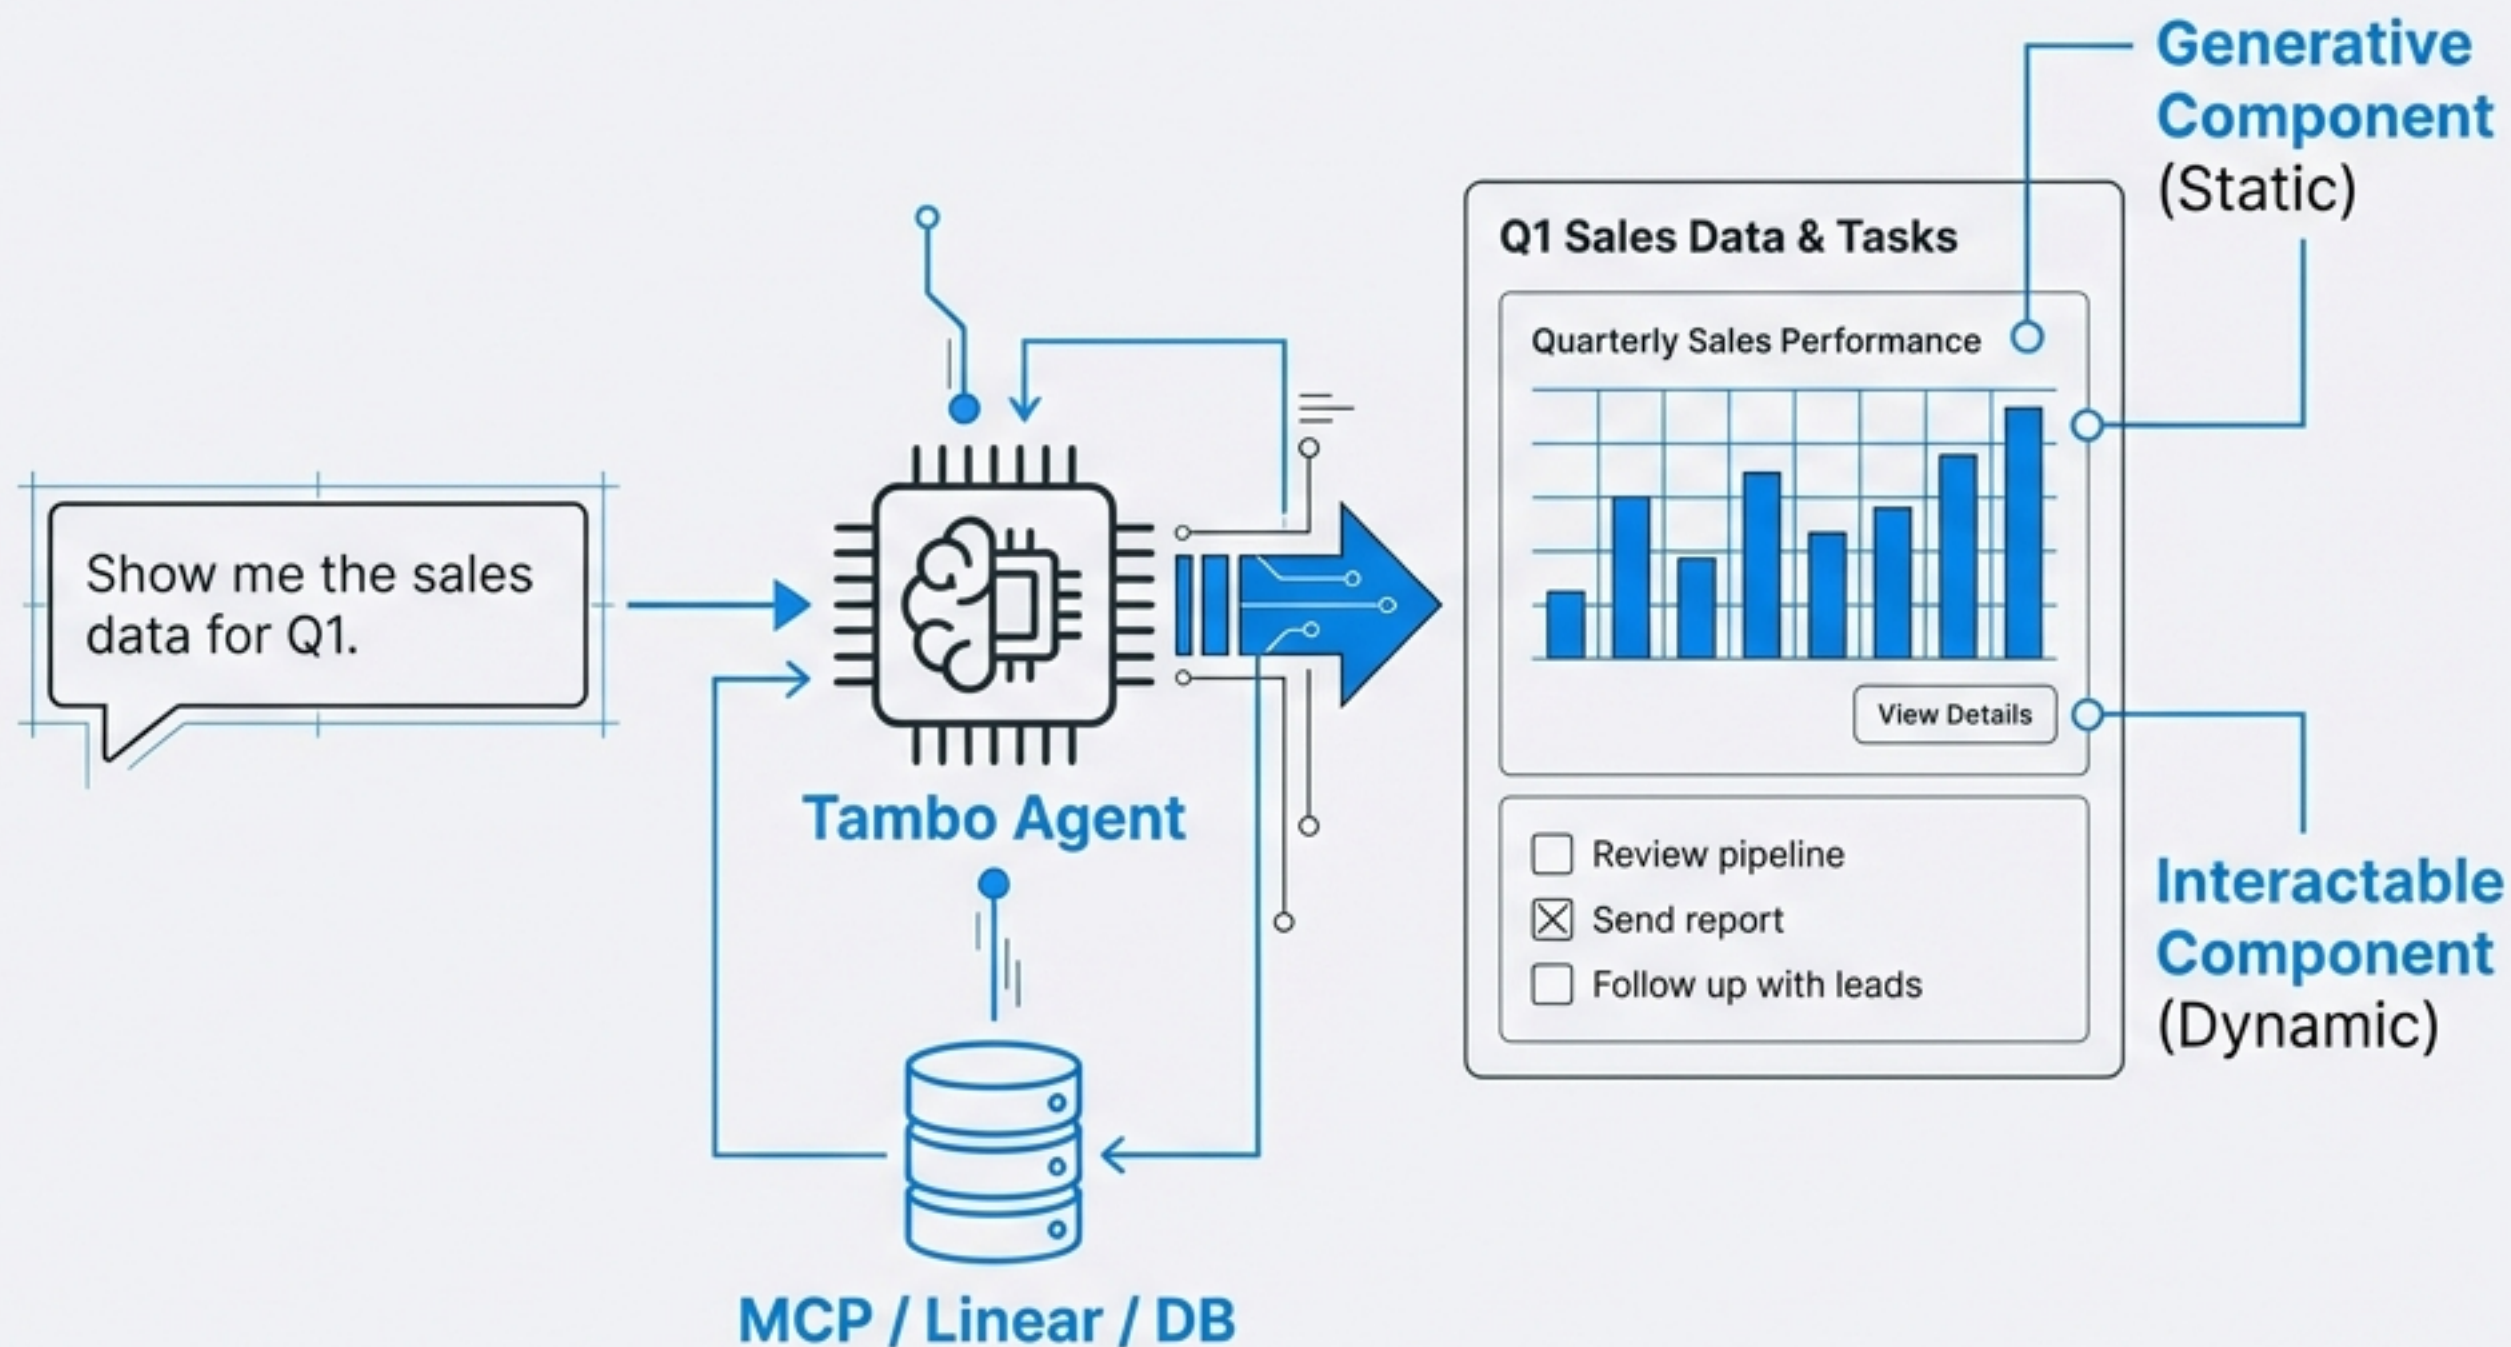 Show me the sales
data for Q1.
Tambo Agent
MCP / Linear / DB
Q1 Sales Data & Tasks
Quarterly Sales Performance
View Details
Review pipeline
Send report
Follow up with leads
Generative
Component
(Static)
Interactable
Component
(Dynamic)